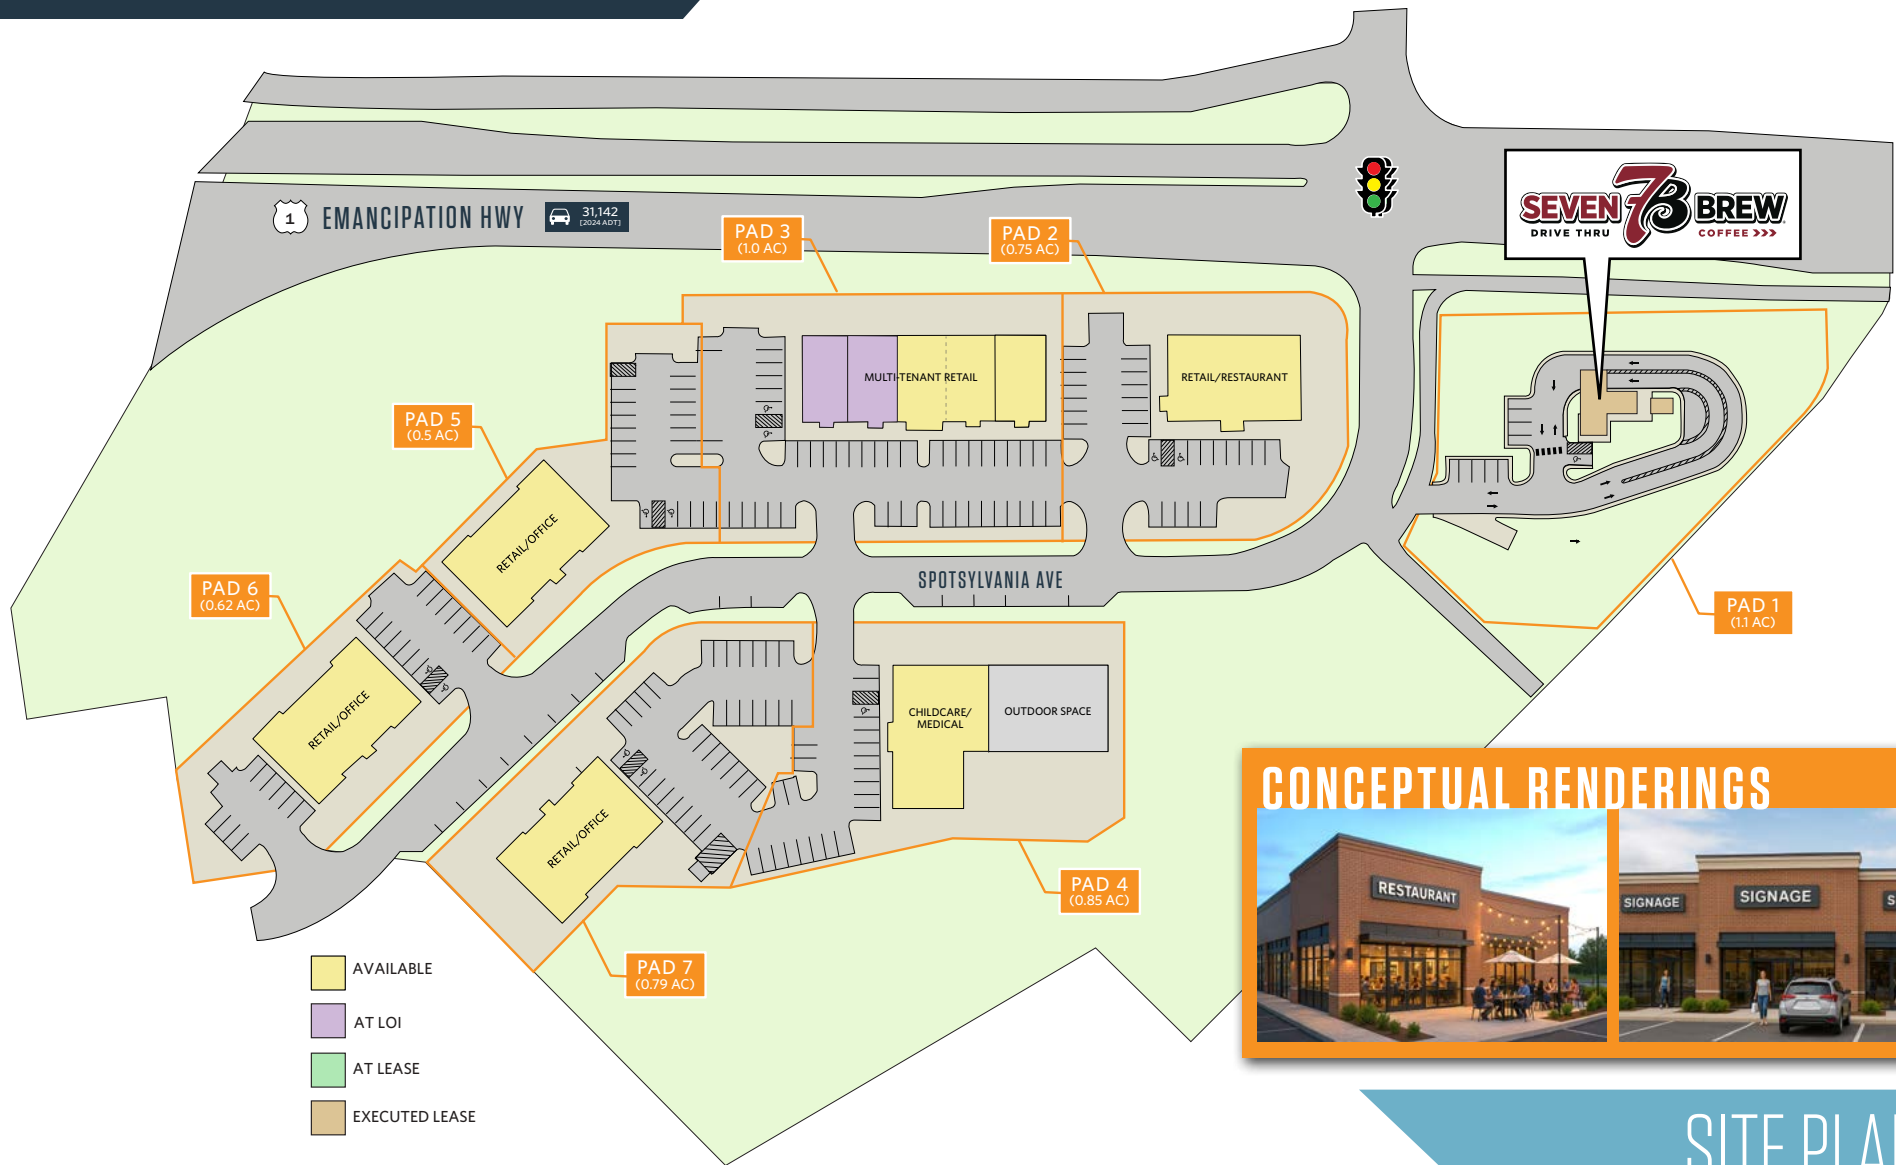 1
EMANCIPATION HWY
31,142
[2024 ADT]
PAD 3
(1.0 AC)
PAD 2
(0.75 AC)
SEVEN 7B BREW
DRIVE THRU
COFFEE >>>
MULTI-TENANT RETAIL
RETAIL/RESTAURANT
PAD 5
(0.5 AC)
RETAIL/OFFICE
SPOTSYLVANIA AVE
PAD 6
(0.62 AC)
PAD 1
(1.1 AC)
RETAIL/OFFICE
CHILDCARE/
MEDICAL
OUTDOOR SPACE
RETAIL/OFFICE
PAD 4
(0.85 AC)
PAD 7
(0.79 AC)
AVAILABLE
AT LOI
AT LEASE
EXECUTED LEASE
CONCEPTUAL RENDERINGS
RESTAURANT
SIGNAGE
SIGNAGE
S
SITE PLA